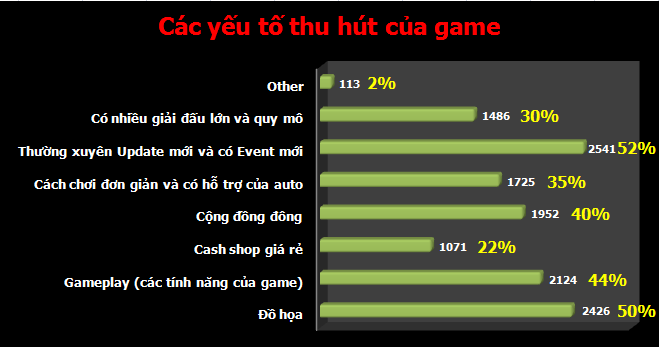 Các yếu tố thu hút của game
Other 113 2%
Có nhiều giải đấu lớn và quy mô 1486 30%
Thường xuyên Update mới và có Event mới 2541 52%
Cách chơi đơn giản và có hỗ trợ của auto 1725 35%
Cộng đồng đông 1952 40%
Cash shop giá rẻ 1071 22%
Gameplay (các tính năng của game) 2124 44%
Đồ họa 2426 50%